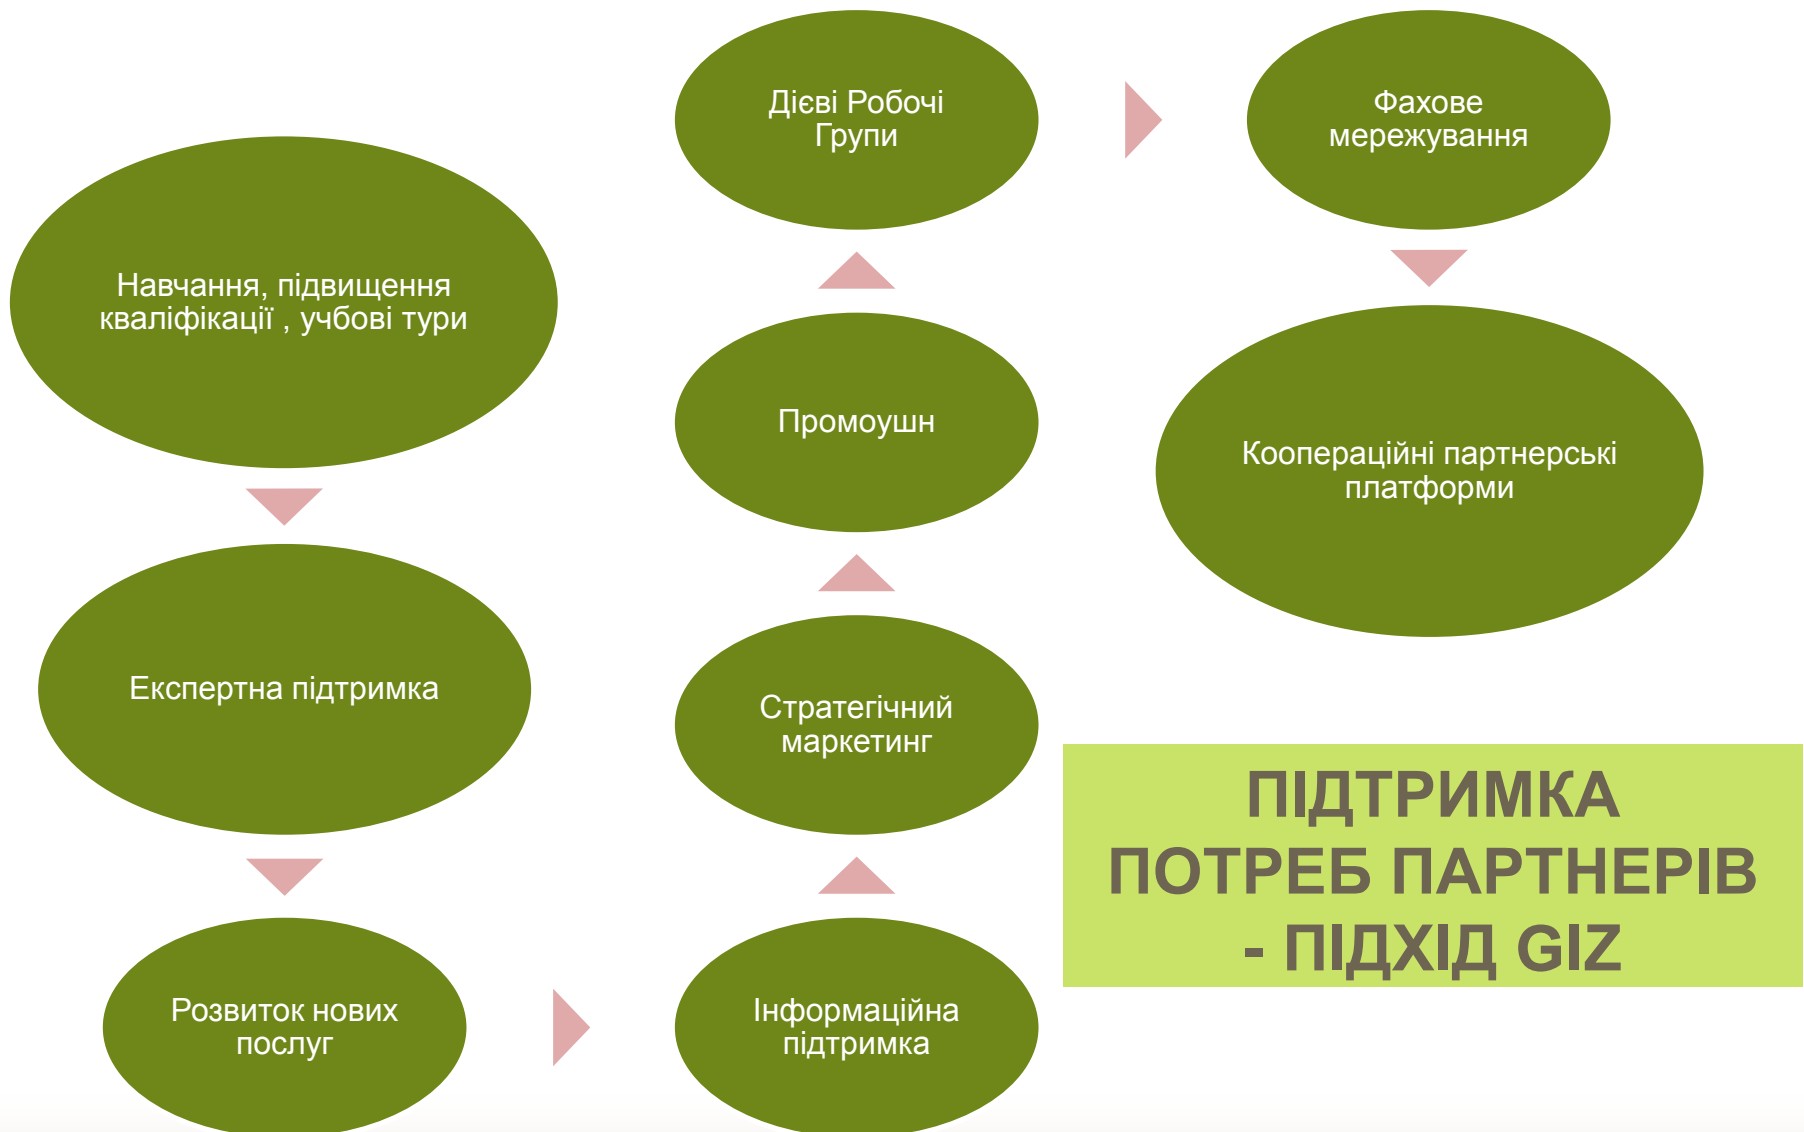 Навчання, підвищення
кваліфікації , учбові тури
Експертна підтримка
Розвиток нових
послуг
Інформаційна
підтримка
Стратегічний
маркетинг
Промоушн
Дієві Робочі
Групи
Фахове
мережування
Коопераційні партнерські
платформи
ПІДТРИМКА
ПОТРЕБ ПАРТНЕРІВ
- ПІДХІД GIZ